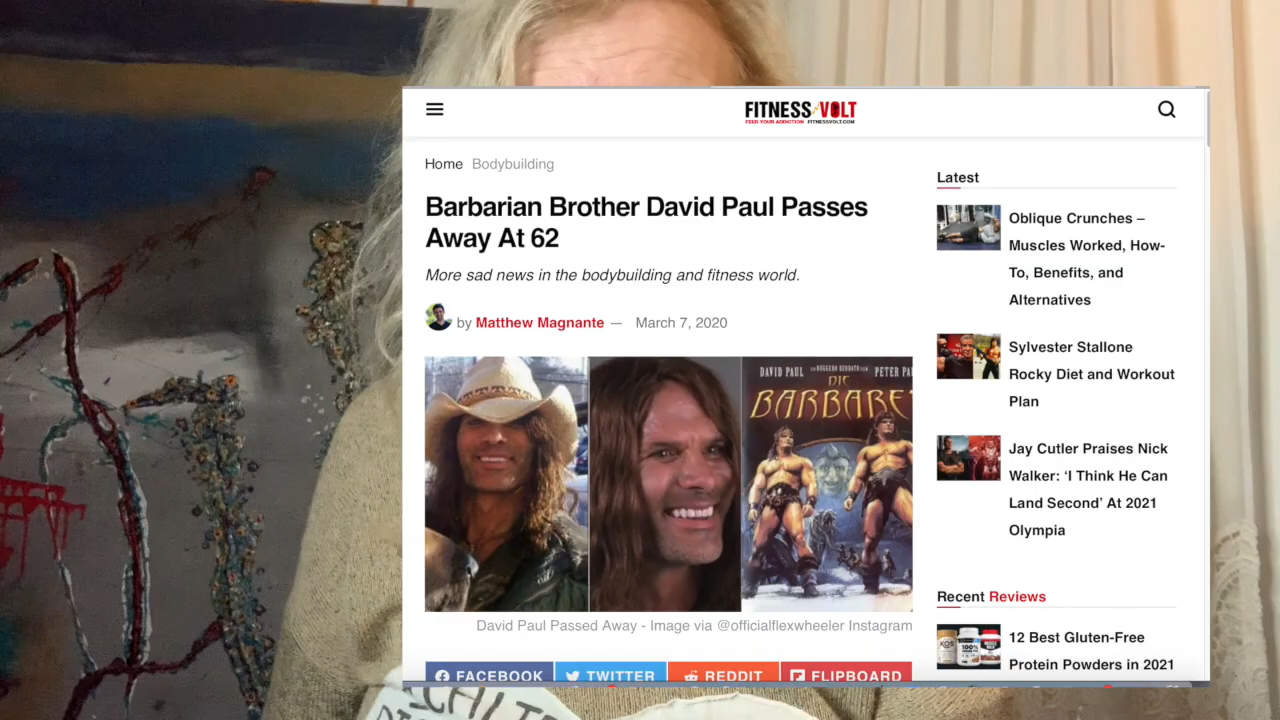 FITNESS VOLT
FEED YOUR ADDICTION FITNESSVOLT.COM
Home Bodybuilding
Barbarian Brother David Paul Passes
Away At 62
More sad news in the bodybuilding and fitness world.
by Matthew Magnante — March 7, 2020
DAVID PAUL
PETER
DIE
BARBARE
David Paul Passed Away - Image via @officialflexwheeler Instagram
FACEBOOK
TWITTER
REDDIT
FLIPBOARD
Latest
Oblique Crunches –
Muscles Worked, How-
To, Benefits, and
Alternatives
Sylvester Stallone
Rocky Diet and Workout
Plan
Jay Cutler Praises Nick
Walker: ‘I Think He Can
Land Second’ At 2021
Olympia
Recent Reviews
12 Best Gluten-Free
Protein Powders in 2021